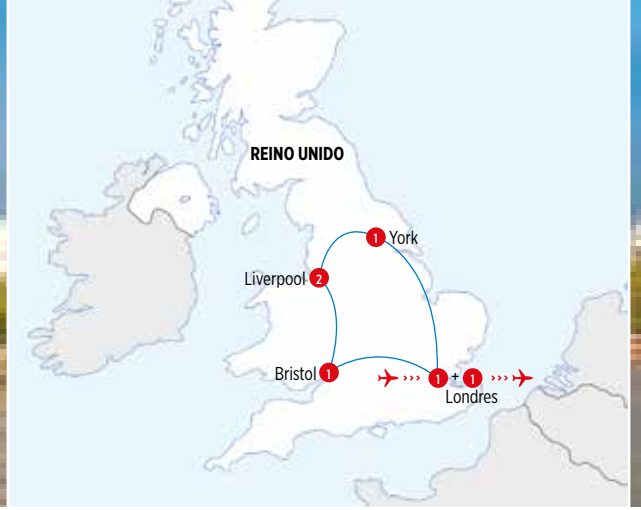 REINO UNIDO
1 York
Liverpool 2
Bristol 1
1 + 1
Londres